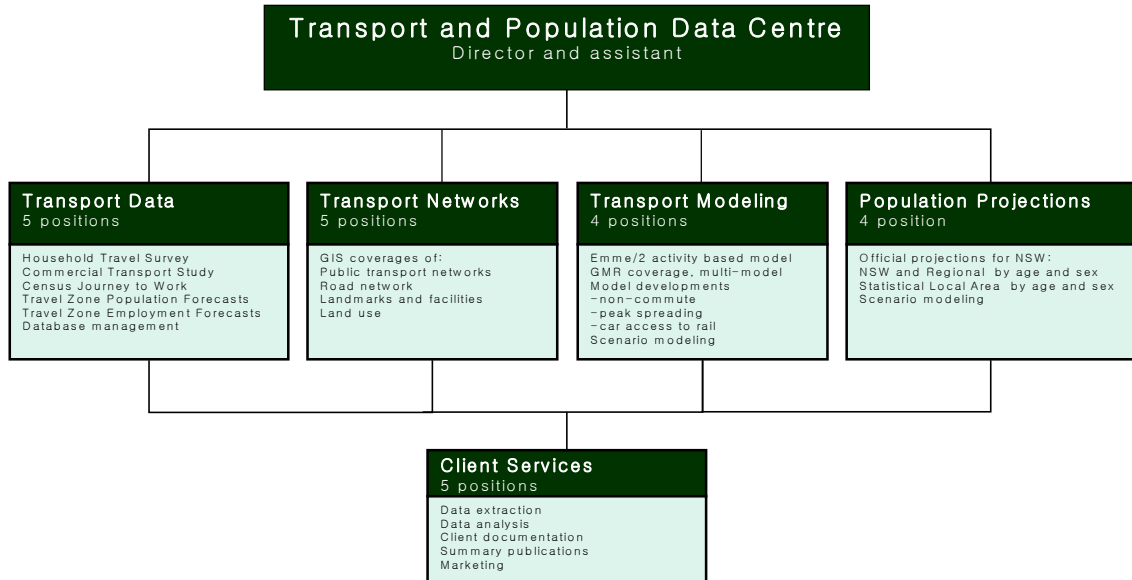 Transport and Population Data Centre
Director and assistant
Transport Data
5 positions
Household Travel Survey
Commercial Transport Study
Census Journey to Work
Travel Zone Population Forecasts
Travel Zone Employment Forecasts
Database management
Transport Networks
5 positions
GIS coverages of:
Public transport networks
Road network
Landmarks and facilities
Land use
Transport Modeling
4 positions
Emme/2 activity based model
GMR coverage, multi-model
Model developments
-non-commute
-peak spreading
-car access to rail
Scenario modeling
Population Projections
4 position
Official projections for NSW:
NSW and Regional by age and sex
Statistical Local Area by age and sex
Scenario modeling
Client Services
5 positions
Data extraction
Data analysis
Client documentation
Summary publications
Marketing